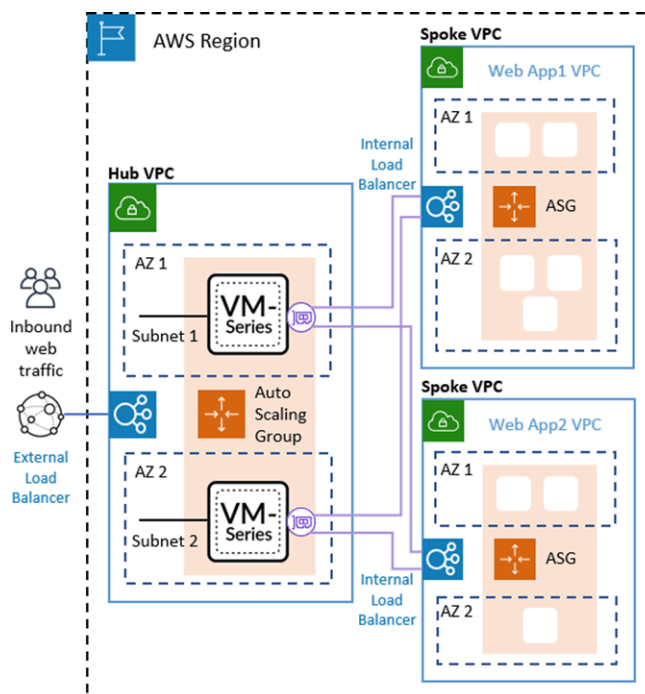 AWS Region
Inbound
web
traffic
External
Load
Balancer
Hub VPC
AZ 1
VM-
Series
Subnet 1
Auto
Scaling
Group
AZ 2
VM-
Series
Subnet 2
Internal
Load
Balancer
Spoke VPC
Web App1 VPC
AZ 1
ASG
AZ 2
Internal
Load
Balancer
Spoke VPC
Web App2 VPC
AZ 1
ASG
AZ 2